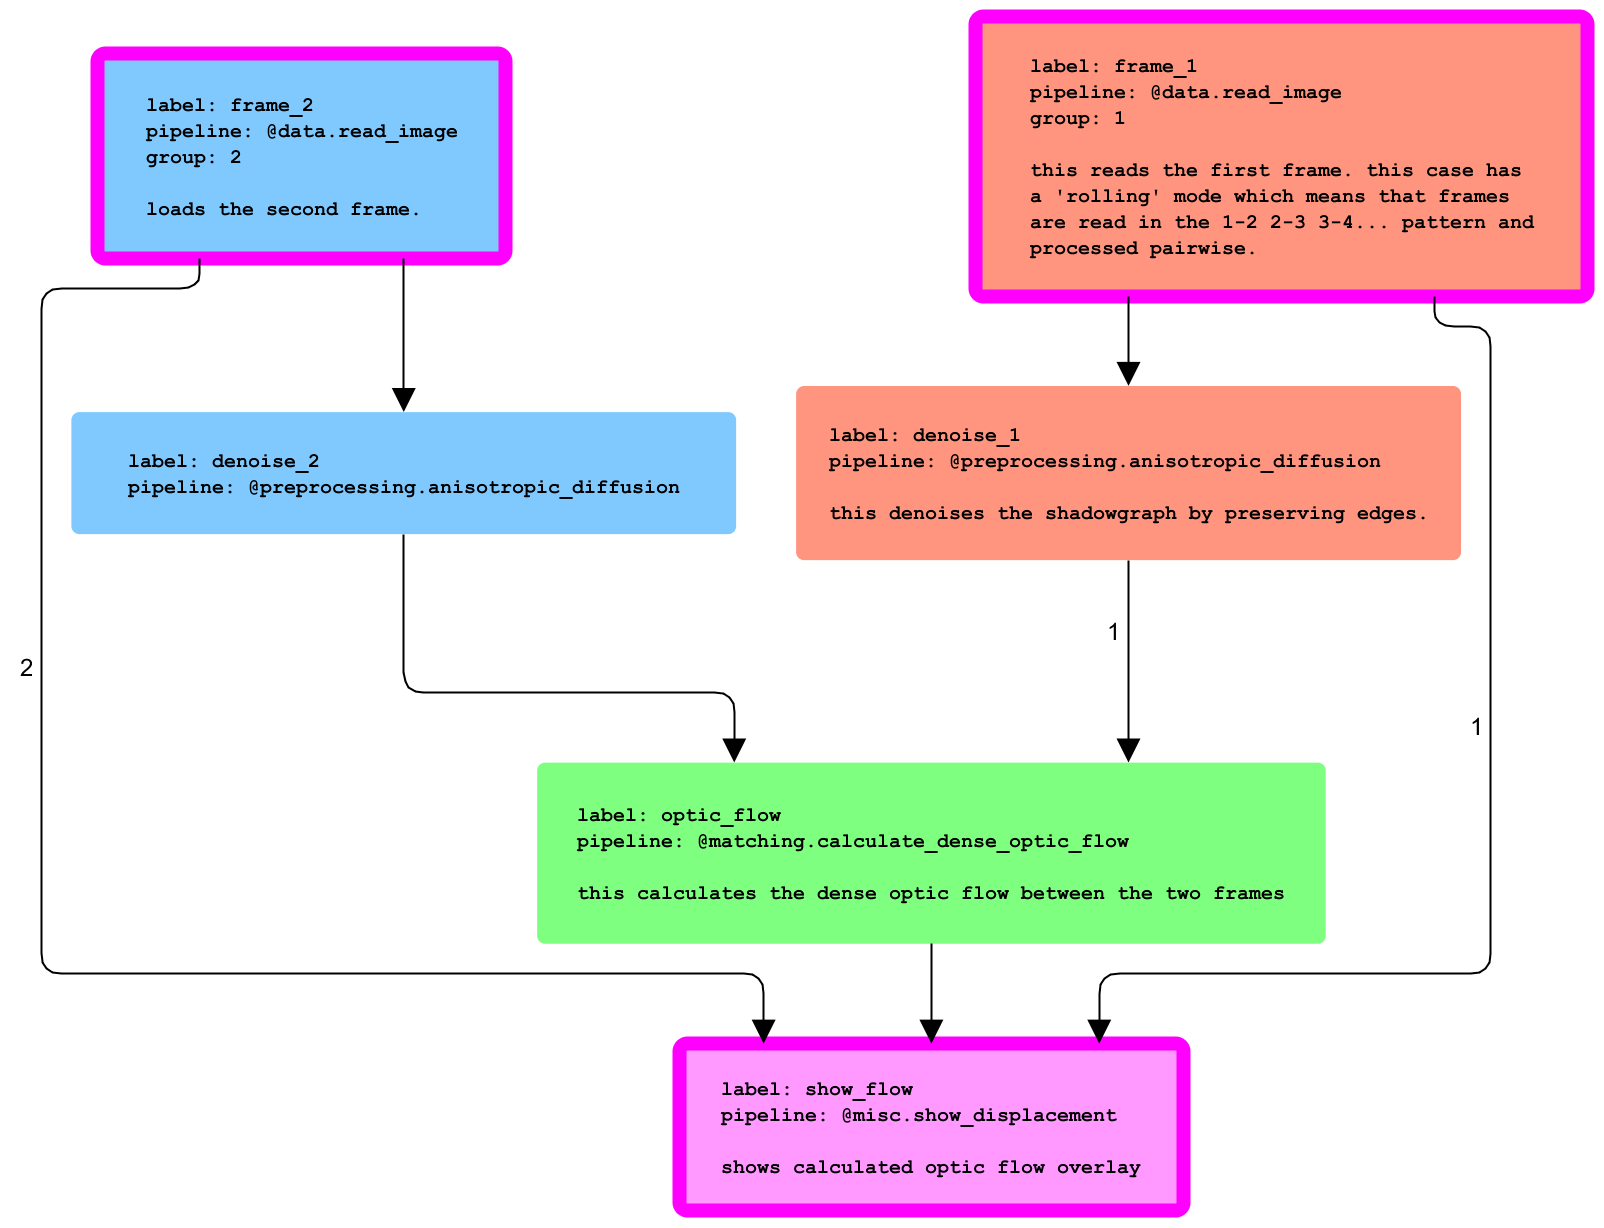 label: frame_2
pipeline: @data.read_image
group: 2
loads the second frame.
label: frame_1
pipeline: @data.read_image
group: 1
this reads the first frame. this case has
a 'rolling' mode which means that frames
are read in the 1-2 2-3 3-4... pattern and
processed pairwise.
label: denoise_2
pipeline: @preprocessing.anisotropic_diffusion
label: denoise_1
pipeline: @preprocessing.anisotropic_diffusion
this denoises the shadowgraph by preserving edges.
1
2
1
label: optic_flow
pipeline: @matching.calculate_dense_optic_flow
this calculates the dense optic flow between the two frames
label: show_flow
pipeline: @misc.show_displacement
shows calculated optic flow overlay